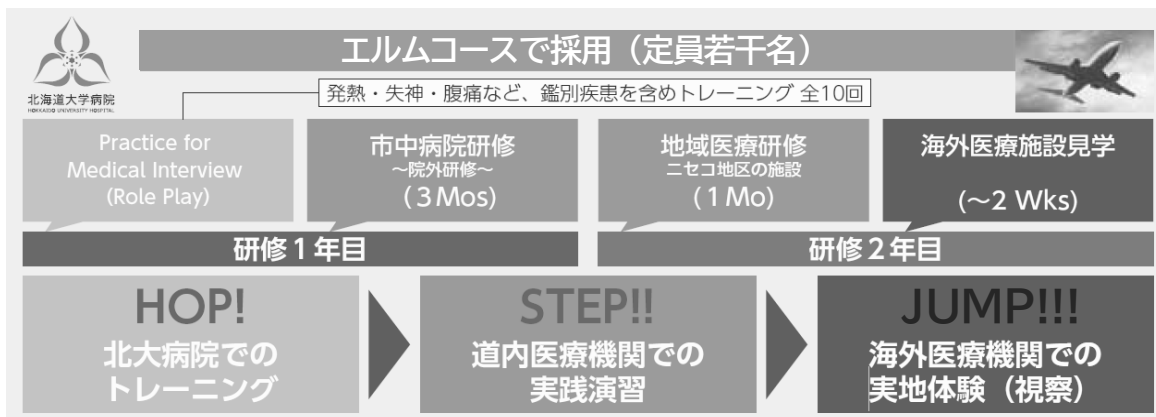 エルムコースで採用（定員若干名）
北海道大学病院
HOKKAIDO UNIVERSITY HOSPITAL
発熱・失神・腹痛など、鑑別疾患を含めトレーニング 全10回
Practice for
Medical Interview
(Role Play)
市中病院研修
～院外研修～
(３Mos)
地域医療研修
ニセコ地区の施設
(１Mo)
海外医療施設見学
(～2 Wks)
研修１年目
研修２年目
HOP!
北大病院での
トレーニング
STEP!!
道内医療機関での
実践演習
JUMP!!!
海外医療機関での
実地体験（視察）